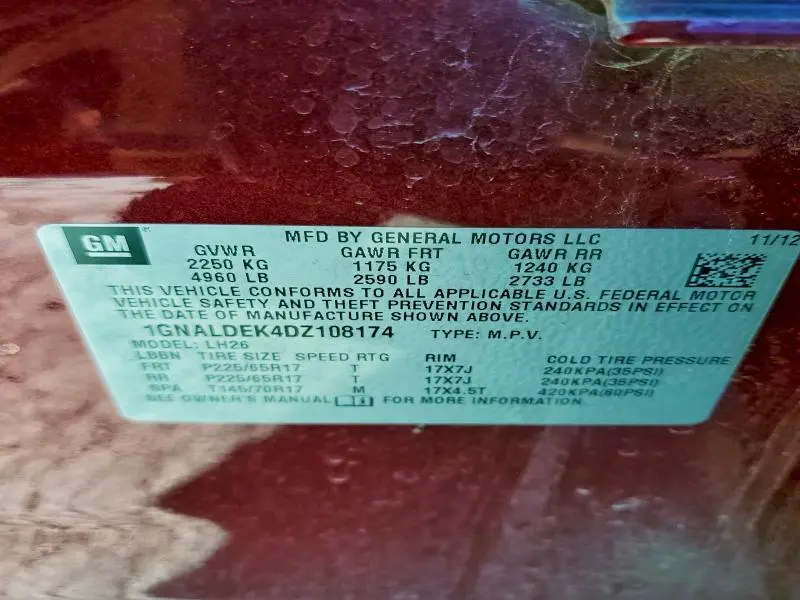 GM
MFD BY GENERAL MOTORS LLC 11/12
GVWR GAWR FRT GAWR RR
2250 KG 1175 KG 1240 KG
4960 LB 2590 LB 2733 LB
THIS VEHICLE CONFORMS TO ALL APPLICABLE U.S. FEDERAL MOTOR
VEHICLE SAFETY AND THEFT PREVENTION STANDARDS IN EFFECT ON
THE DATE OF MANUFACTURE SHOWN ABOVE.
1GNALDEK4DZ108174 TYPE: M.P.V.
MODEL: LH26
LBBN TIRE SIZE SPEED RTG RIM COLD TIRE PRESSURE
FRT P225/65R17 T 17X7J 240KPA(35PSI)
RR P225/65R17 T 17X7J 240KPA(35PSI)
SPA T145/70R17 M 17X4.5T 420KPA(60PSI)
SEE OWNER'S MANUAL FOR MORE INFORMATION.